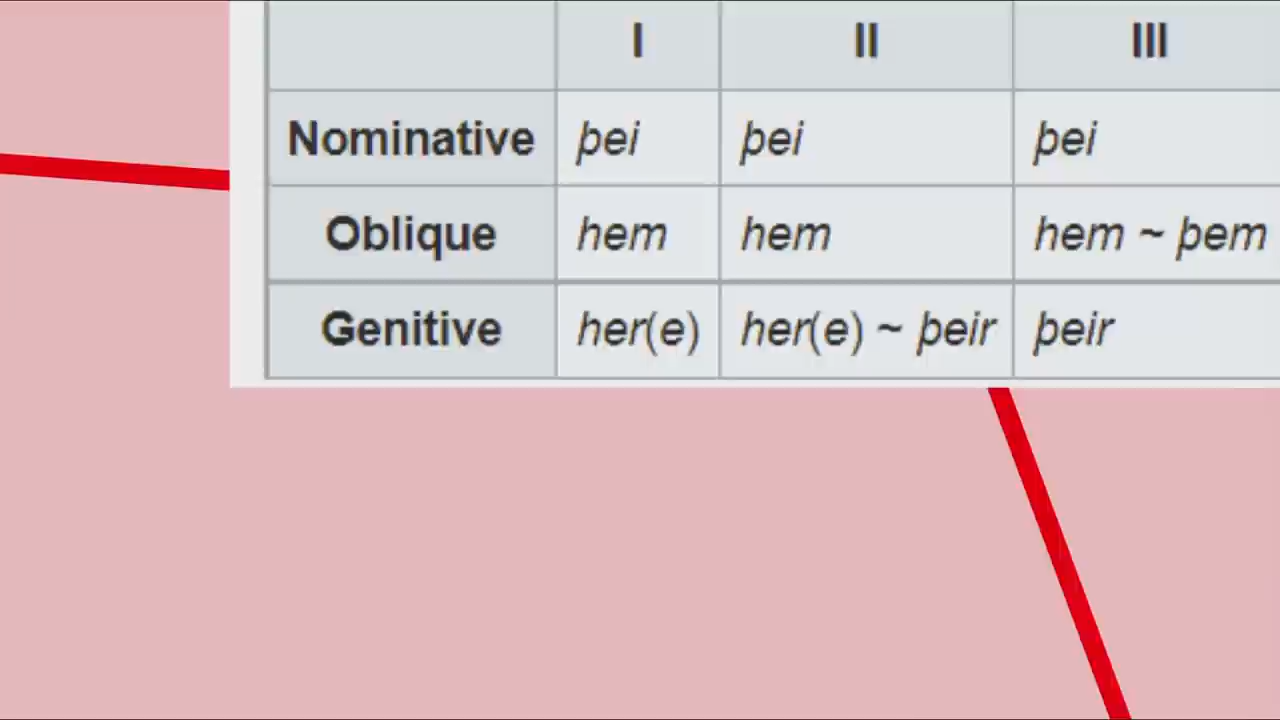 I II III
Nominative þei þei þei
Oblique hem hem hem ~ þem
Genitive her(e) her(e) ~ þeir þeir